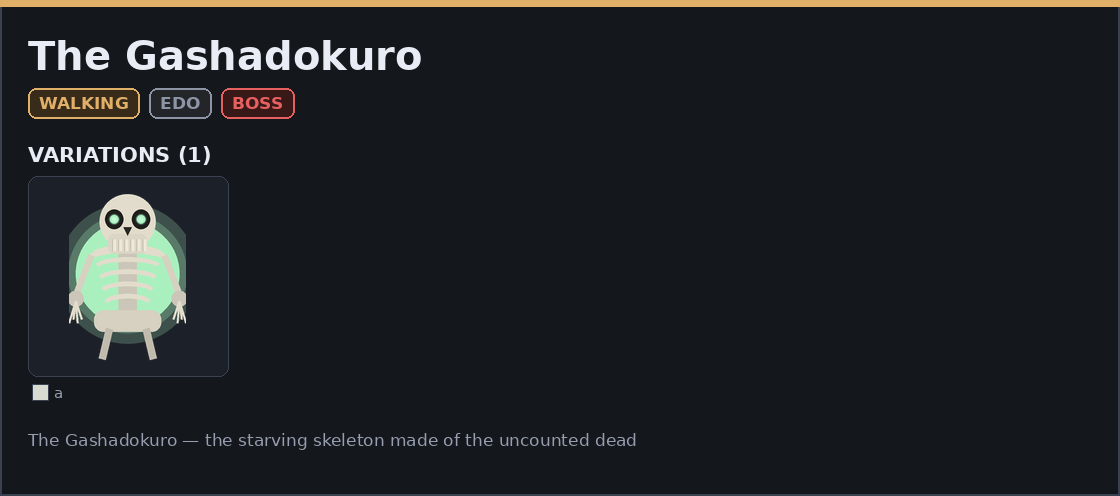 The Gashadokuro
WALKING EDO BOSS
VARIATIONS (1)
a
The Gashadokuro — the starving skeleton made of the uncounted dead